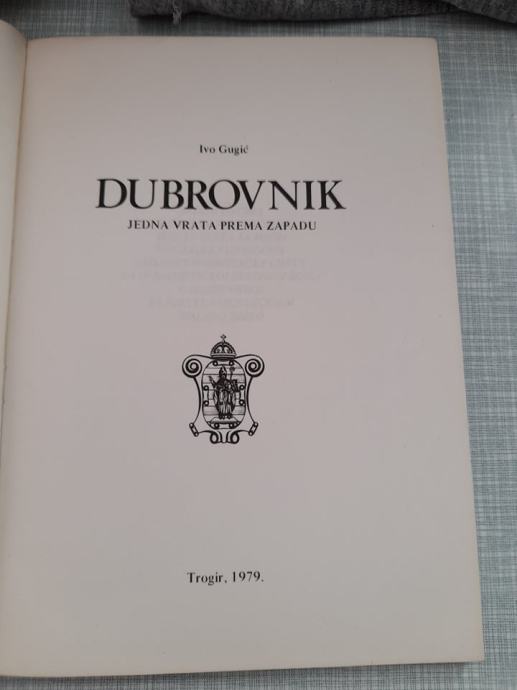 Ivo Gugić
DUBROVNIK
JEDNA VRATA PREMA ZAPADU
Trogir, 1979.